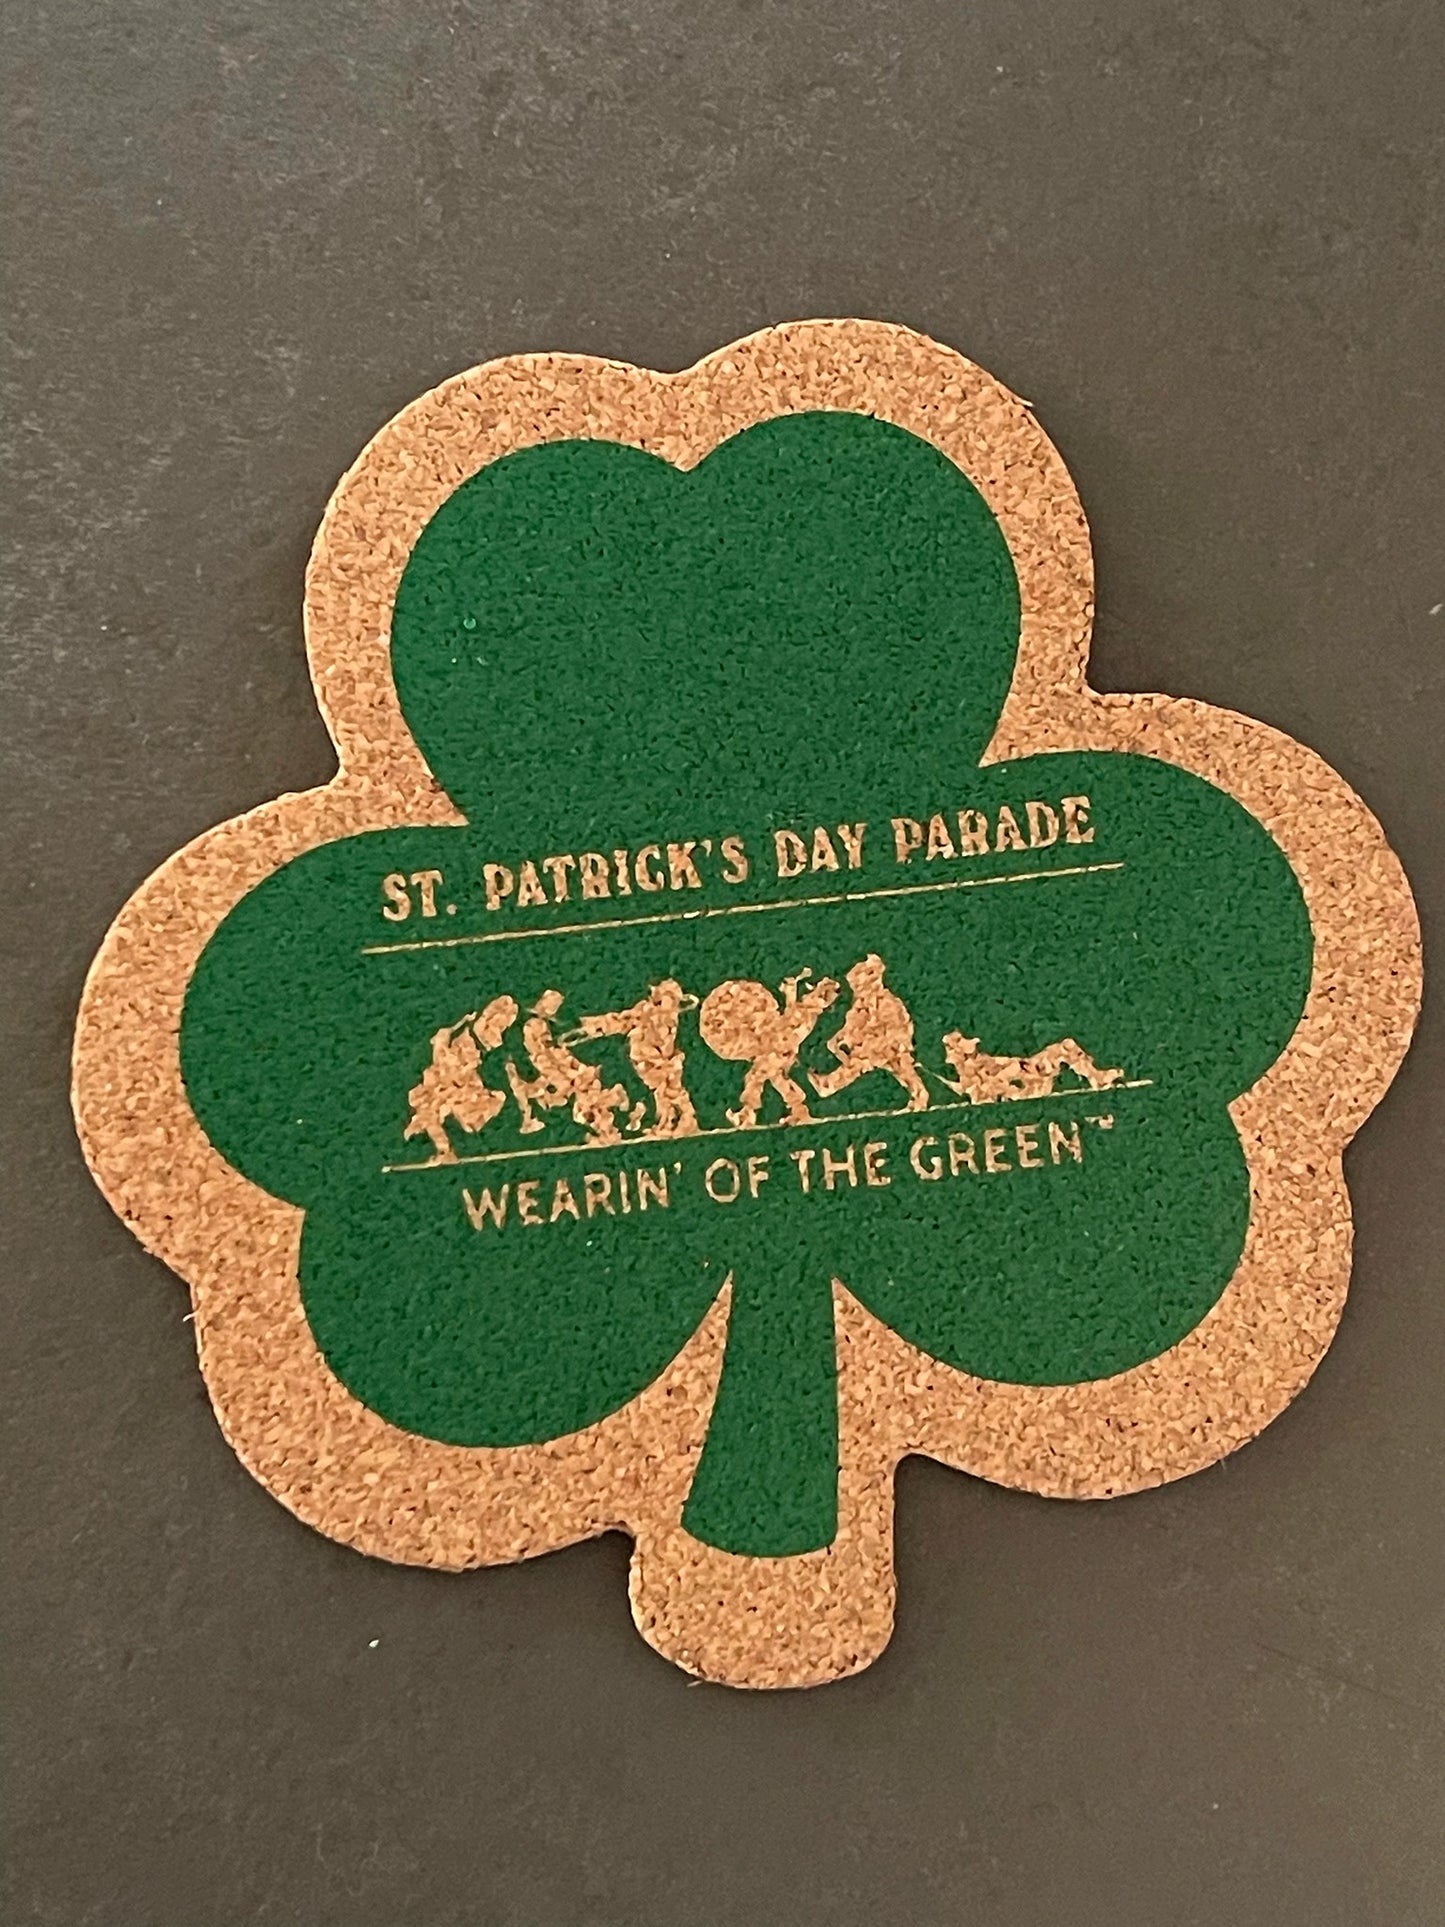 ST. PATRICK'S DAY PARADE
WEARIN' OF THE GREEN™